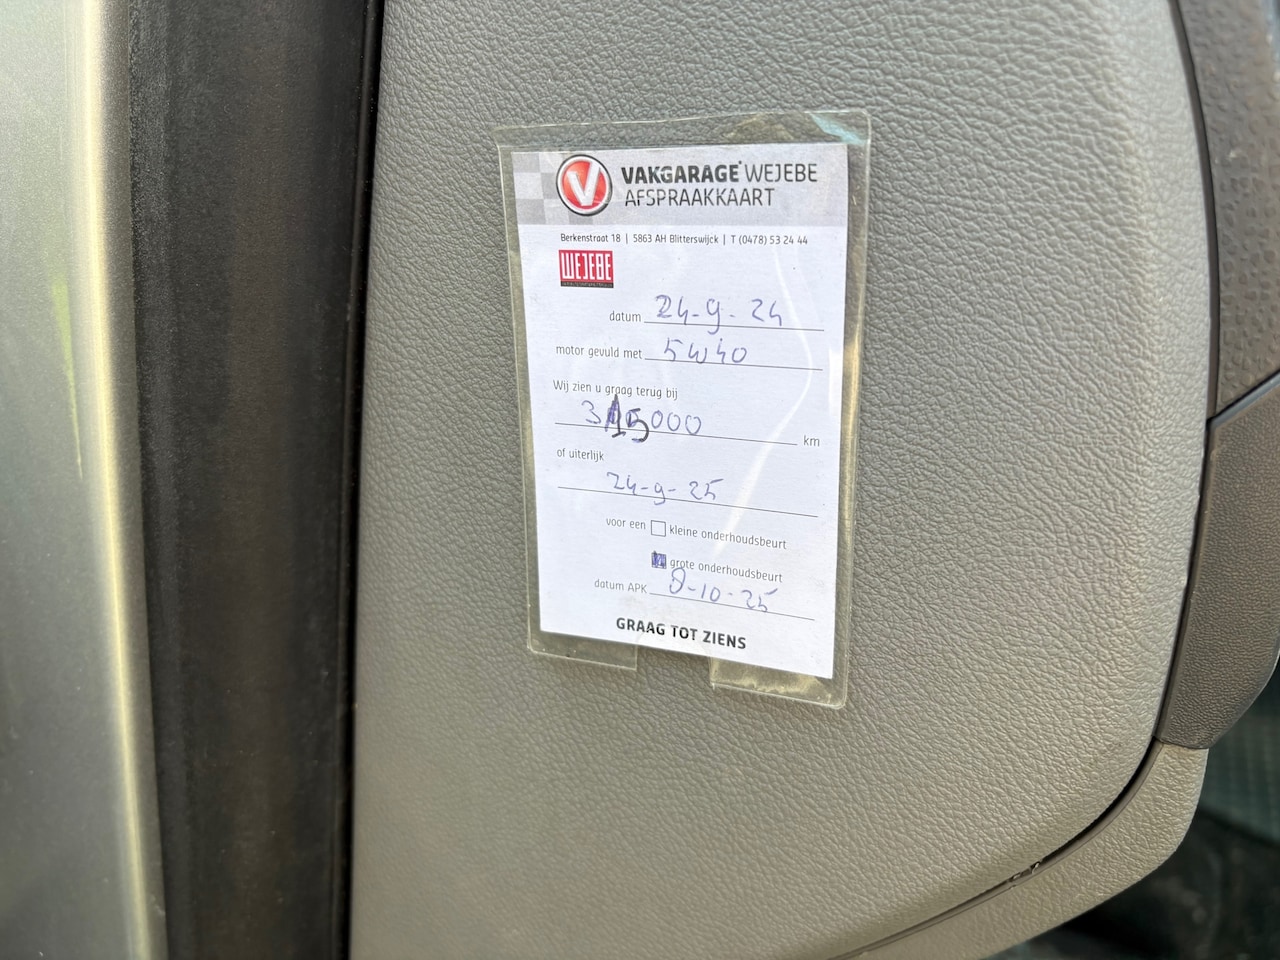 VAKGARAGE WEJEBE
AFSPRAAKKAART
Berkenstraat 18 | 5863 AH Blitterswijck | T (0478) 53 24 44
WEJEBE
datum 24-9-24
motor gevuld met 5W40
Wij zien u graag terug bij
315000 km
of uiterlijk
24-9-25
voor een kleine onderhoudsbeurt
grote onderhoudsbeurt
datum APK 8-10-25
GRAAG TOT ZIENS